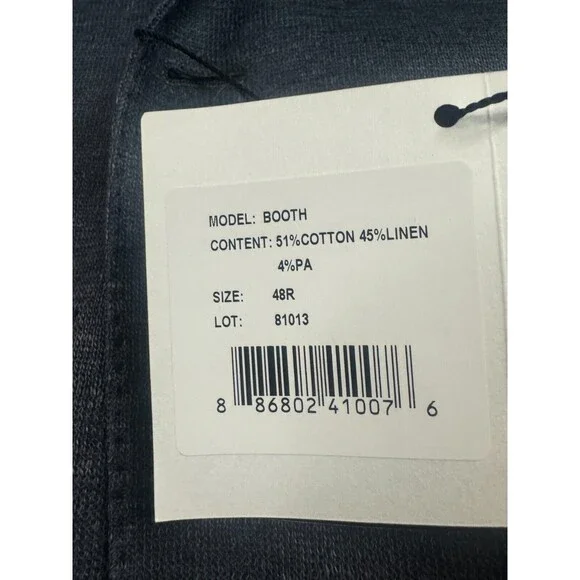 MODEL: BOOTH
CONTENT: 51%COTTON 45%LINEN
4%PA
SIZE: 48R
LOT: 81013
8 86802 41007 6